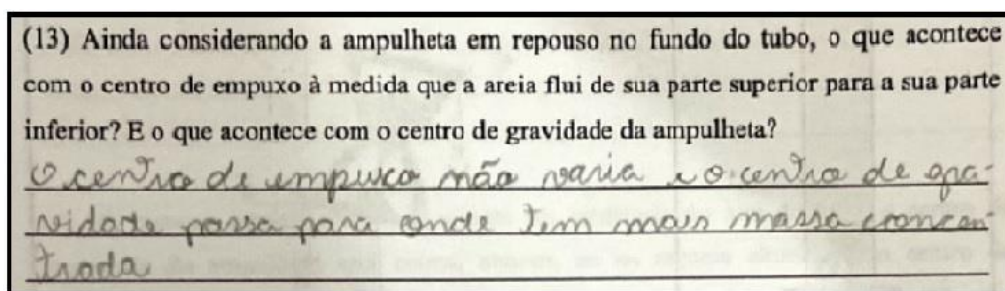 (13) Ainda considerando a ampulheta em repouso no fundo do tubo, o que acontece
com o centro de empuxo à medida que a areia flui de sua parte superior para a sua parte
inferior? E o que acontece com o centro de gravidade da ampulheta?
O centro de empuxo não varia e o centro de gra-
vidade passa para onde tem mais massa concen-
trada